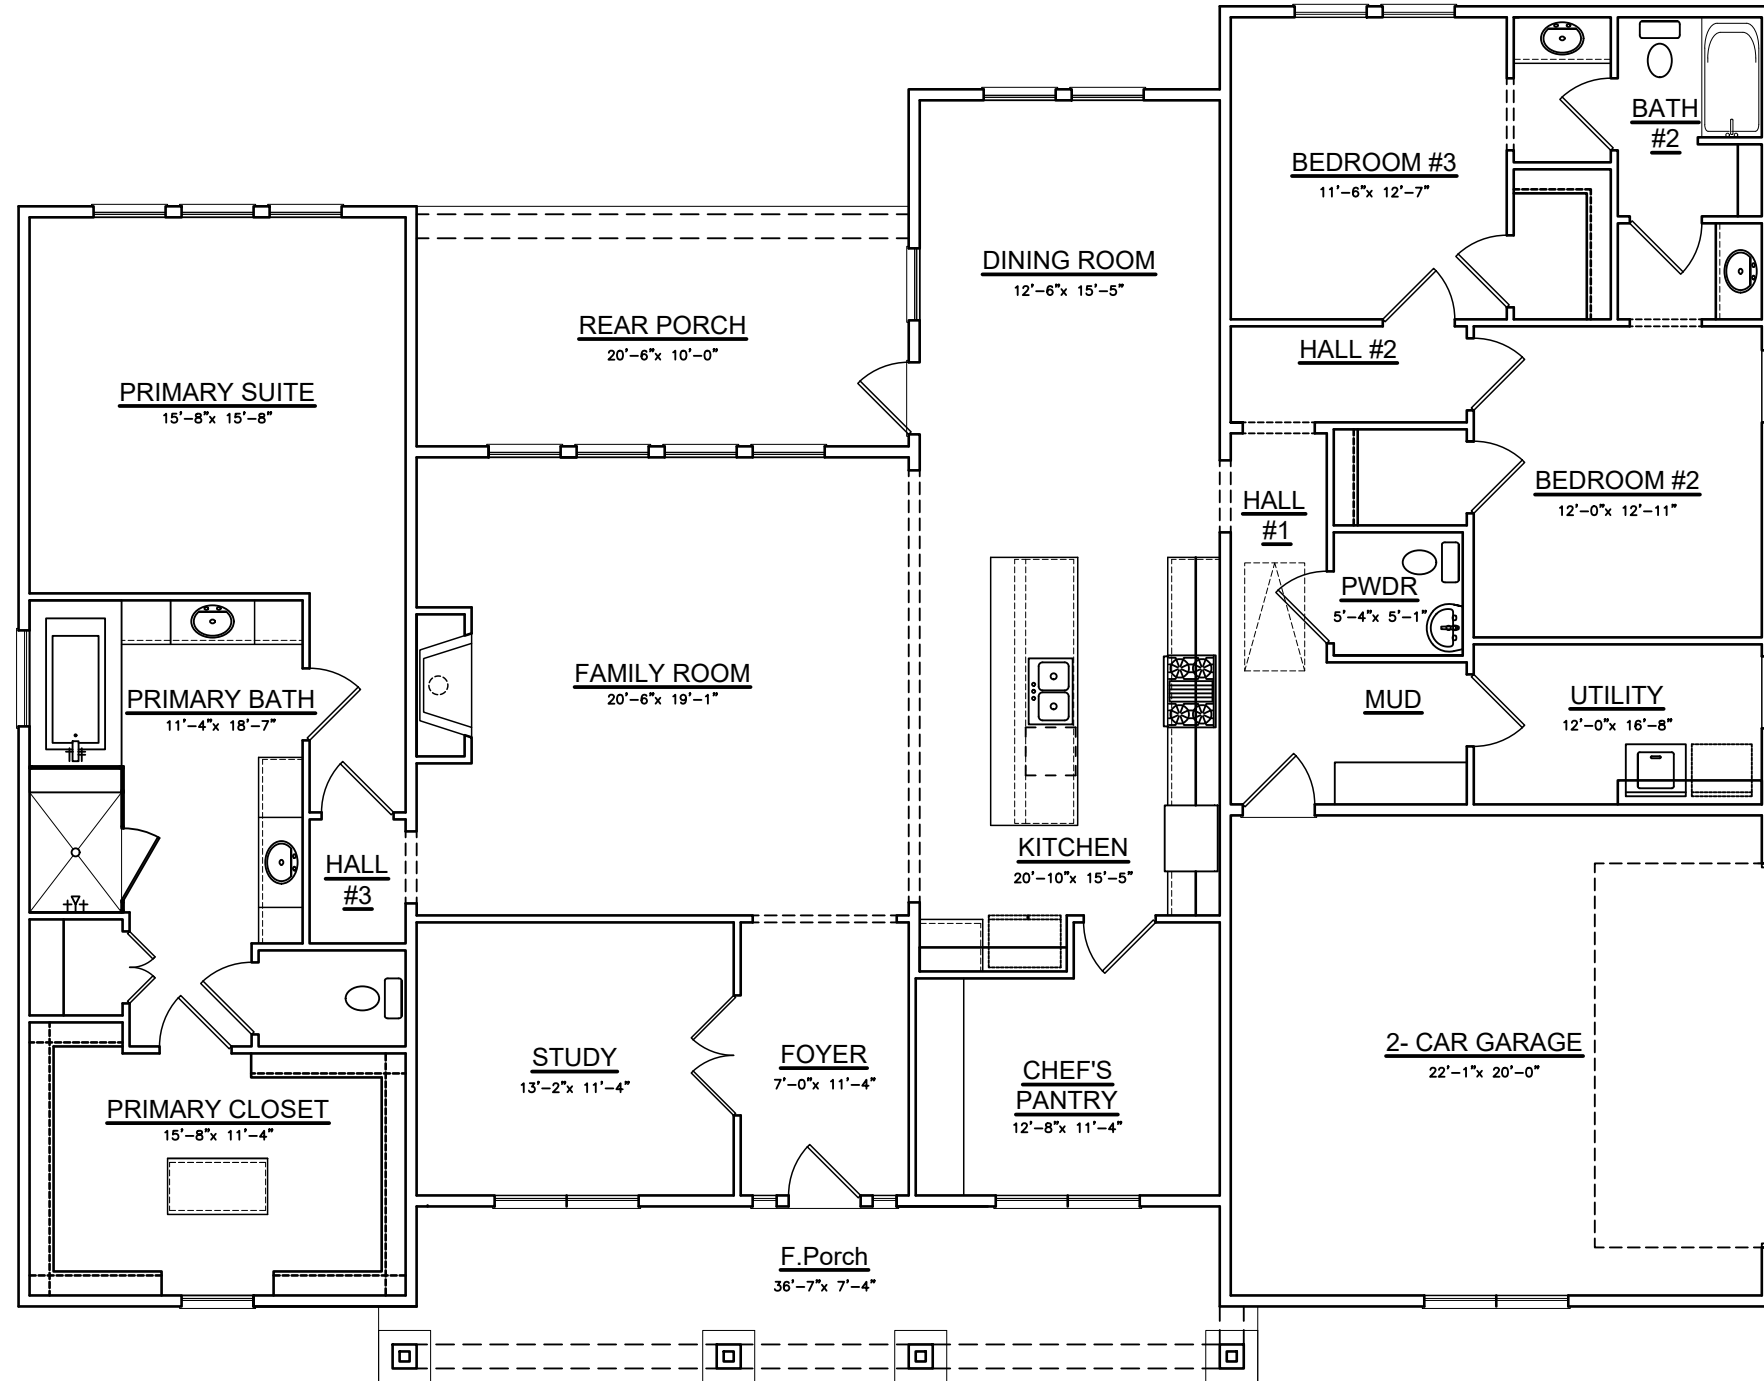 BATH
#2
BEDROOM #3
11'-6"x 12'-7"
DINING ROOM
12'-6"x 15'-5"
REAR PORCH
20'-6"x 10'-0"
HALL #2
PRIMARY SUITE
15'-8"x 15'-8"
BEDROOM #2
12'-0"x 12'-11"
HALL
#1
PWDR
5'-4"x 5'-1"
FAMILY ROOM
20'-6"x 19'-1"
PRIMARY BATH
11'-4"x 18'-7"
MUD
UTILITY
12'-0"x 16'-8"
KITCHEN
20'-10"x 15'-5"
HALL
#3
STUDY
13'-2"x 11'-4"
FOYER
7'-0"x 11'-4"
CHEF'S
PANTRY
12'-8"x 11'-4"
2- CAR GARAGE
22'-1"x 20'-0"
PRIMARY CLOSET
15'-8"x 11'-4"
F.Porch
36'-7"x 7'-4"